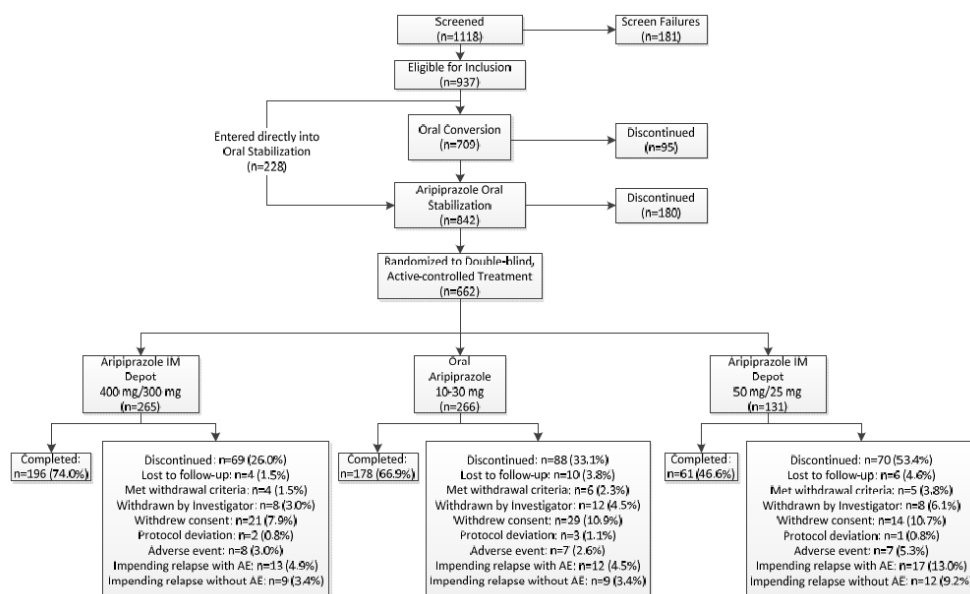 Screened
(n=1118)
Screen Failures
(n=181)
Eligible for Inclusion
(n=937)
Entered directly into
Oral Stabilization
(n=228)
Oral Conversion
(n=709)
Discontinued
(n=95)
Aripiprazole Oral
Stabilization
(n=842)
Discontinued
(n=180)
Randomized to Double-blind,
Active-controlled Treatment
(n=662)
Aripiprazole IM
Depot
400 mg/300 mg
(n=265)
Oral
Aripiprazole
10-30 mg
(n=266)
Aripiprazole IM
Depot
50 mg/25 mg
(n=131)
Completed:
n=196 (74.0%)
Discontinued: n=69 (26.0%)
Lost to follow-up: n=4 (1.5%)
Met withdrawal criteria: n=4 (1.5%)
Withdrawn by Investigator: n=8 (3.0%)
Withdrew consent: n=21 (7.9%)
Protocol deviation: n=2 (0.8%)
Adverse event: n=8 (3.0%)
Impending relapse with AE: n=13 (4.9%)
Impending relapse without AE: n=9 (3.4%)
Completed:
n=178 (66.9%)
Discontinued: n=88 (33.1%)
Lost to follow-up: n=10 (3.8%)
Met withdrawal criteria: n=6 (2.3%)
Withdrawn by Investigator: n=12 (4.5%)
Withdrew consent: n=29 (10.9%)
Protocol deviation: n=3 (1.1%)
Adverse event: n=7 (2.6%)
Impending relapse with AE: n=12 (4.5%)
Impending relapse without AE: n=9 (3.4%)
Completed:
n=61 (46.6%)
Discontinued: n=70 (53.4%)
Lost to follow-up: n=6 (4.6%)
Met withdrawal criteria: n=5 (3.8%)
Withdrawn by Investigator: n=8 (6.1%)
Withdrew consent: n=14 (10.7%)
Protocol deviation: n=1 (0.8%)
Adverse event: n=7 (5.3%)
Impending relapse with AE: n=17 (13.0%)
Impending relapse without AE: n=12 (9.2%)